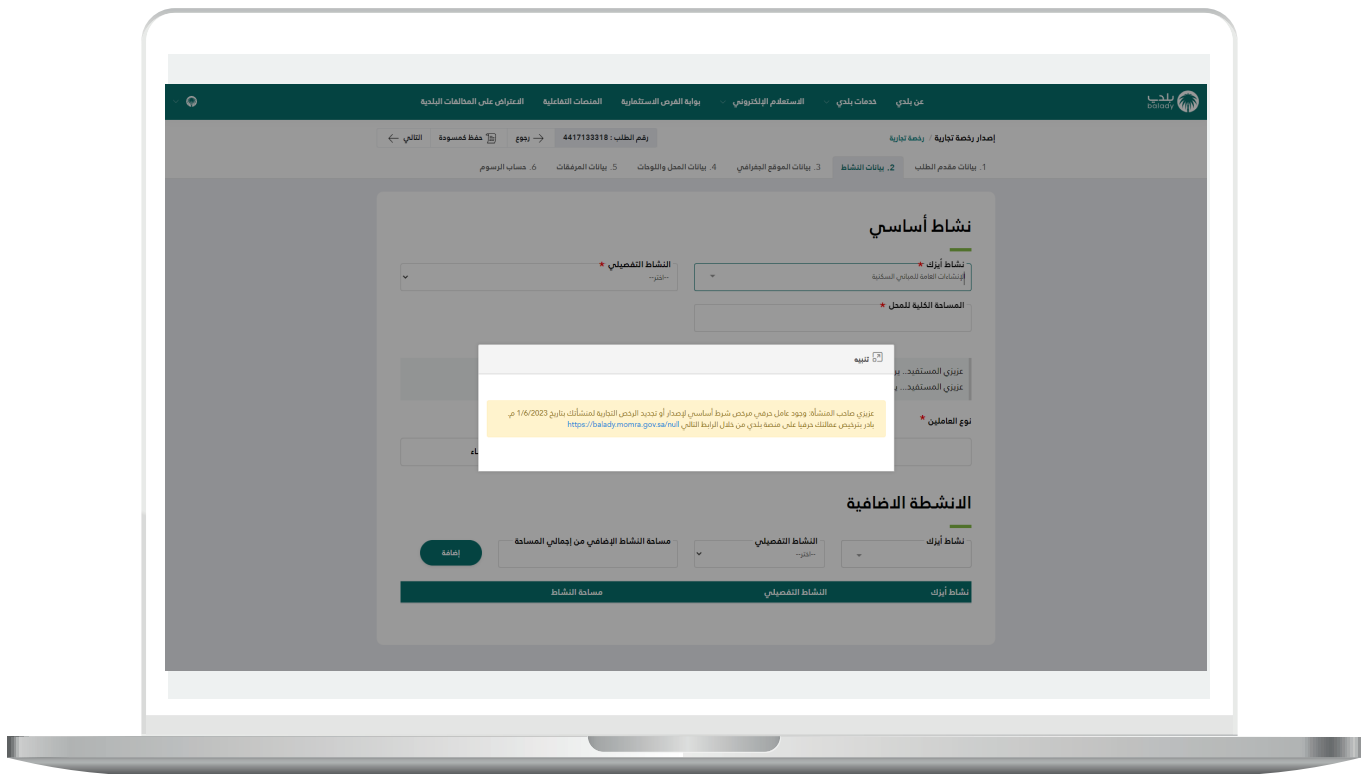 بلدي
balady
عن بلدي
خدمات بلدي
الاستعلام الإلكتروني
بوابة الفرص الاستثمارية
المنصات التفاعلية
الاعتراض على المخالفات البلدية
إصدار رخصة تجارية / رخصة تجارية
رقم الطلب : 4417133318
رجوع
حفظ كمسودة
التالي
1. بيانات مقدم الطلب
2. بيانات النشاط
3. بيانات الموقع الجغرافي
4. بيانات المحل واللوحات
5. بيانات المرفقات
6. حساب الرسوم
نشاط أساسي
نشاط أيزك *
الإنشاءات العامة للمباني السكنية
النشاط التفصيلي *
--اختر--
المساحة الكلية للمحل *
تنبيه
عزيزي المستفيد..
عزيزي المستفيد...
عزيزي صاحب المنشأة: وجود عامل حرفي مرخص شرط أساسي لإصدار أو تجديد الرخص التجارية لمنشأتك بتاريخ 1/6/2023 م,
بادر بترخيص عمالتك حرفيا على منصة بلدي من خلال الرابط التالي https://balady.momra.gov.sa/null
نوع العاملين *
الانشطة الاضافية
نشاط أيزك
النشاط التفصيلي
--اختر--
مساحة النشاط الإضافي من إجمالي المساحة
إضافة
نشاط أيزك
النشاط التفصيلي
مساحة النشاط